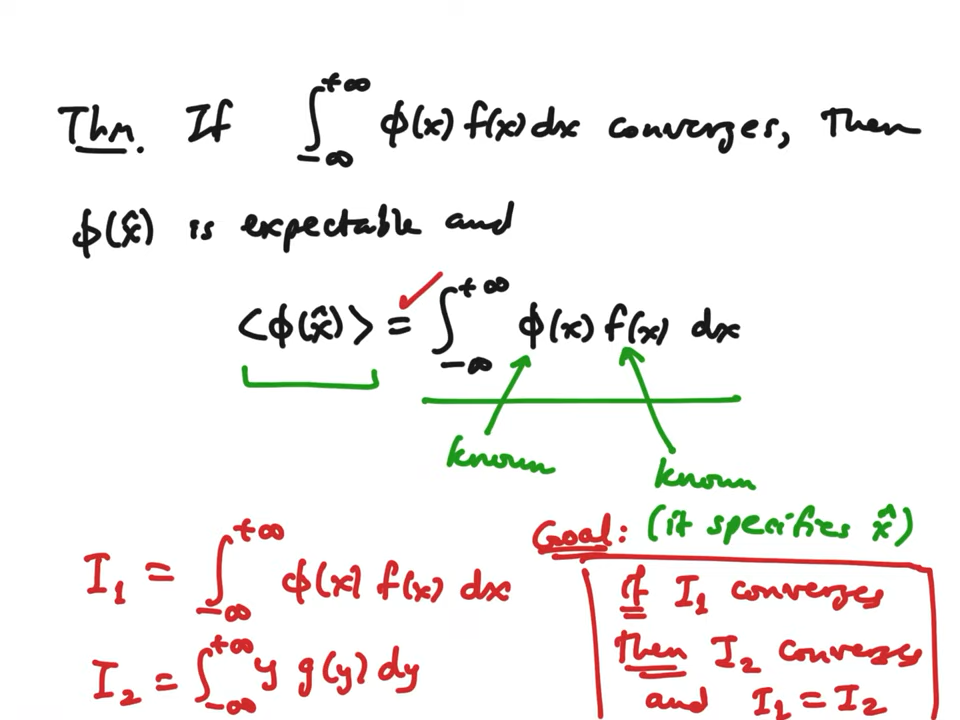 Thm. If ∫_{-∞}^{+∞} ϕ(x) f(x) dx converges, then
ϕ(x̂) is expectable and
<ϕ(x̂)> = ∫_{-∞}^{+∞} ϕ(x) f(x) dx
known
known
(it specifies x̂)
Goal:
I₁ = ∫_{-∞}^{+∞} ϕ(x) f(x) dx
I₂ = ∫_{-∞}^{+∞} y g(y) dy
if I₁ converges
then I₂ converges
and I₁ = I₂